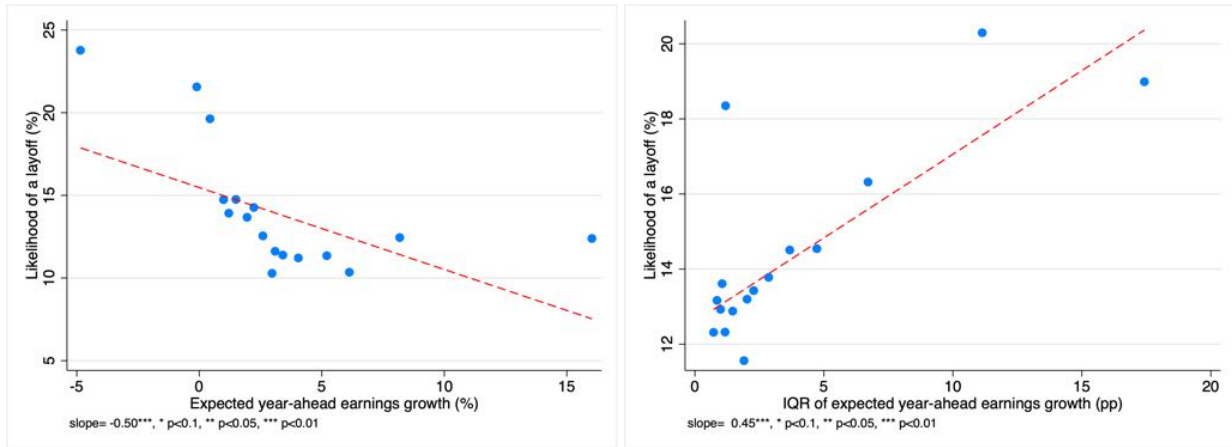 Likelihood of a layoff (%)
25
20
15
10
5
-5 0 5 10 15
Expected year-ahead earnings growth (%)
slope= -0.50***, * p<0.1, ** p<0.05, *** p<0.01
Likelihood of a layoff (%)
20
18
16
14
12
0 5 10 15 20
IQR of expected year-ahead earnings growth (pp)
slope= 0.45***, * p<0.1, ** p<0.05, *** p<0.01